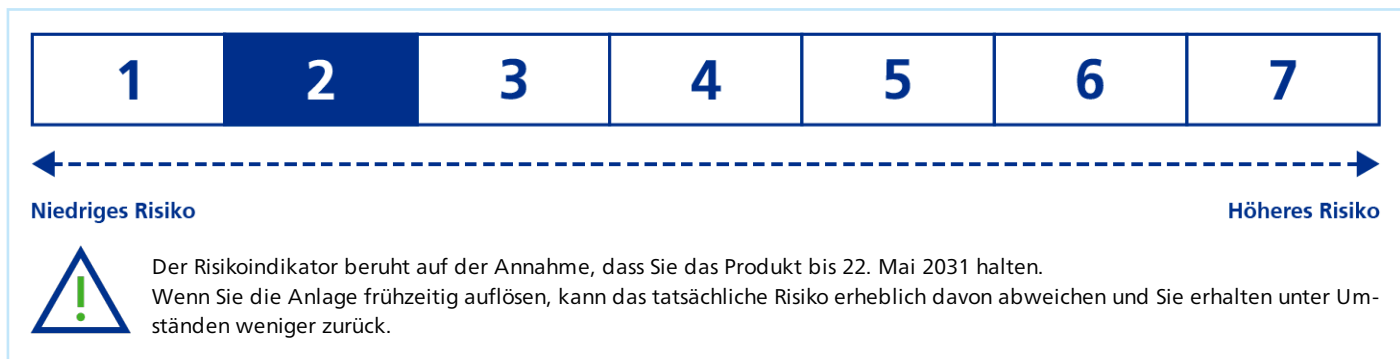 1 2 3 4 5 6 7
Niedriges Risiko Höheres Risiko
Der Risikoindikator beruht auf der Annahme, dass Sie das Produkt bis 22. Mai 2031 halten.
Wenn Sie die Anlage frühzeitig auflösen, kann das tatsächliche Risiko erheblich davon abweichen und Sie erhalten unter Um-
ständen weniger zurück.